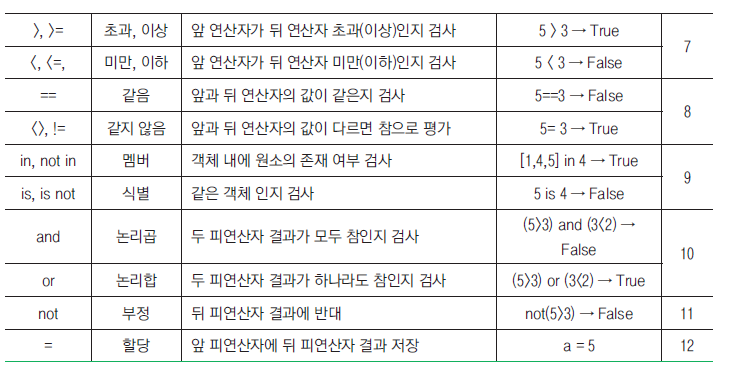 >, >= 초과, 이상 앞 연산자가 뒤 연산자 초과(이상)인지 검사 5 > 3 → True 7
<, <=, 미만, 이하 앞 연산자가 뒤 연산자 미만(이하)인지 검사 5 < 3 → False
== 같음 앞과 뒤 연산자의 값이 같은지 검사 5==3 → False 8
<>, != 같지 않음 앞과 뒤 연산자의 값이 다르면 참으로 평가 5= 3 → True
in, not in 멤버 객체 내에 원소의 존재 여부 검사 [1,4,5] in 4 → True 9
is, is not 식별 같은 객체 인지 검사 5 is 4 → False
and 논리곱 두 피연산자 결과가 모두 참인지 검사 (5>3) and (3<2) → 10
False
or 논리합 두 피연산자 결과가 하나라도 참인지 검사 (5>3) or (3<2) → True
not 부정 뒤 피연산자 결과에 반대 not(5>3) → False 11
= 할당 앞 피연산자에 뒤 피연산자 결과 저장 a = 5 12